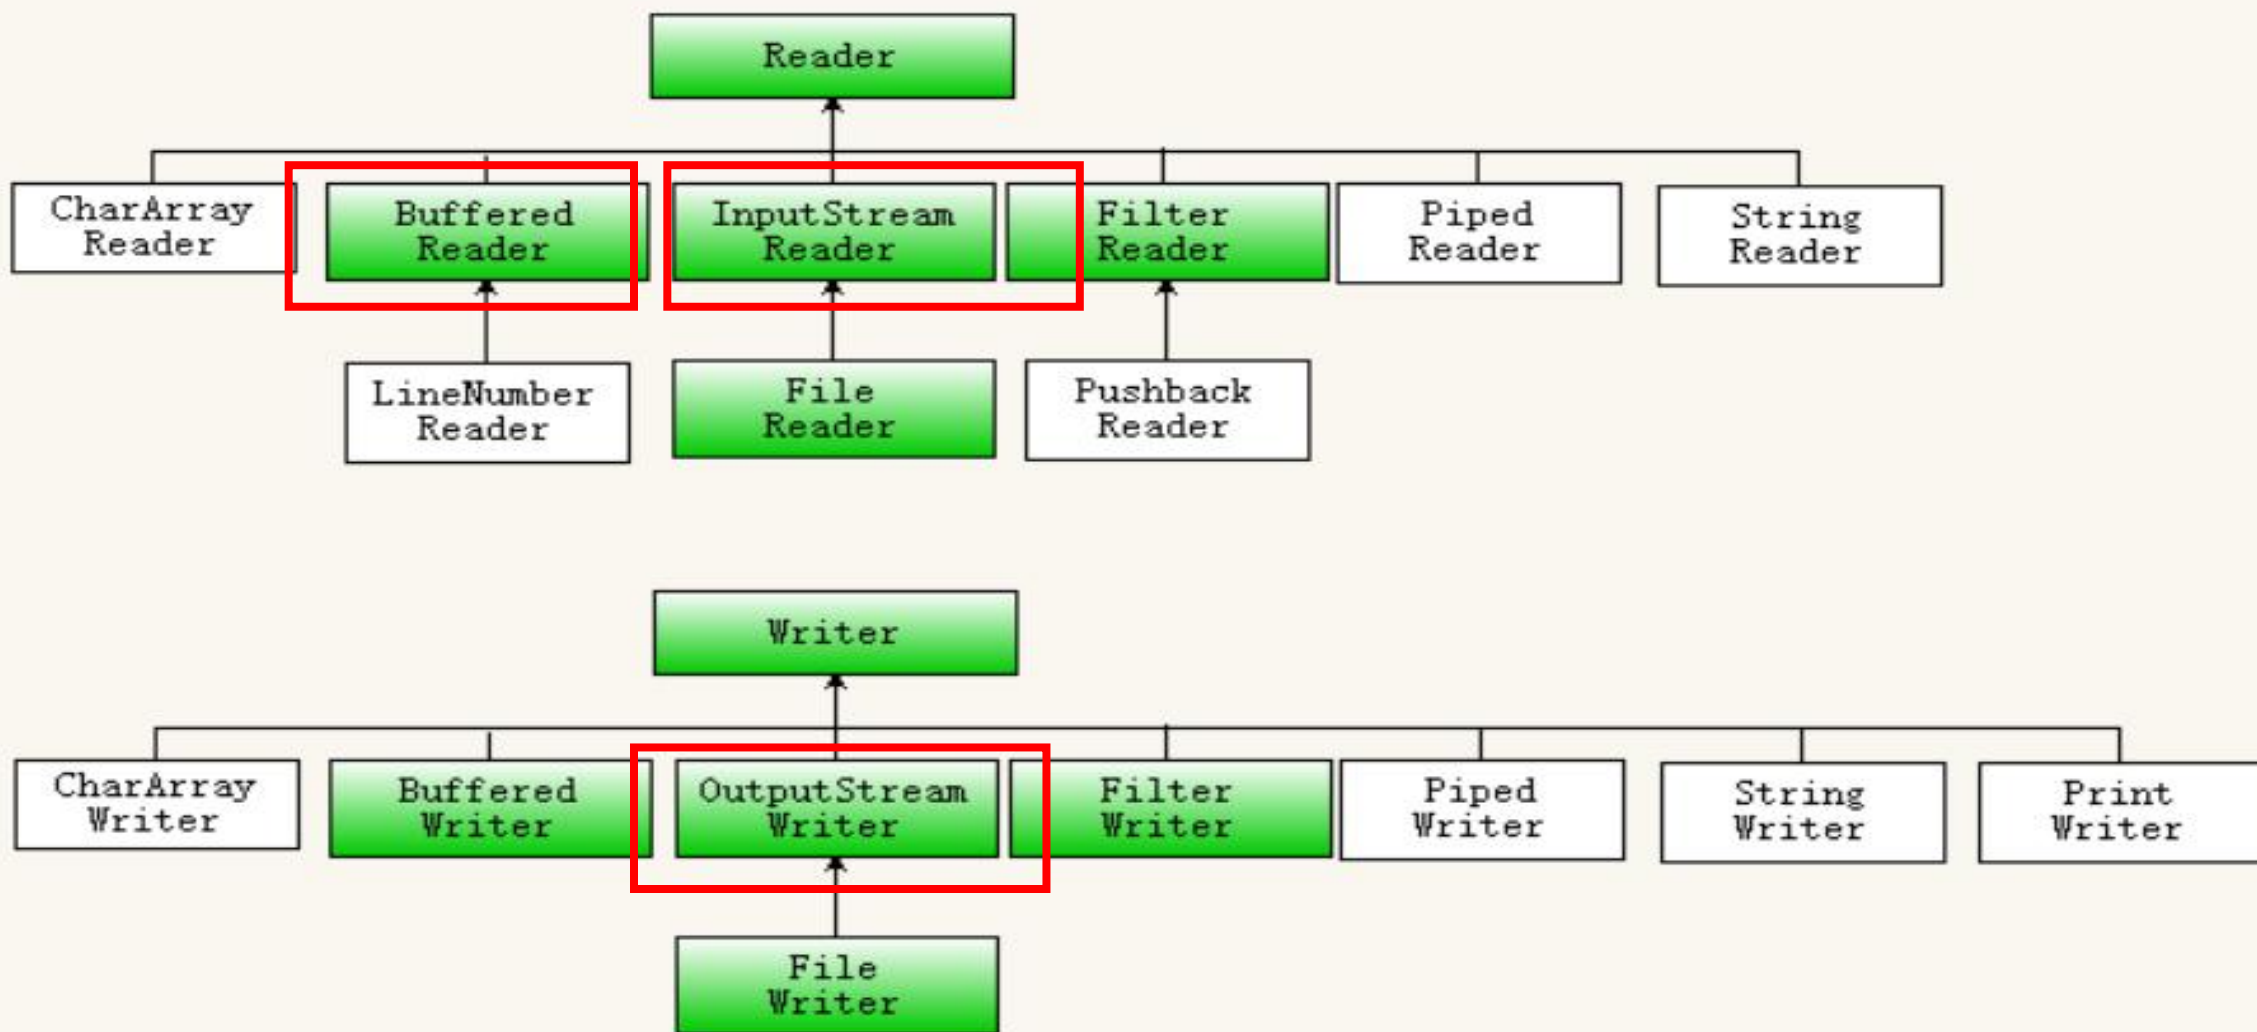 Reader
CharArray
Reader
Buffered
Reader
InputStream
Reader
Filter
Reader
Piped
Reader
String
Reader
LineNumber
Reader
File
Reader
Pushback
Reader
Writer
CharArray
Writer
Buffered
Writer
OutputStream
Writer
Filter
Writer
Piped
Writer
String
Writer
Print
Writer
File
Writer